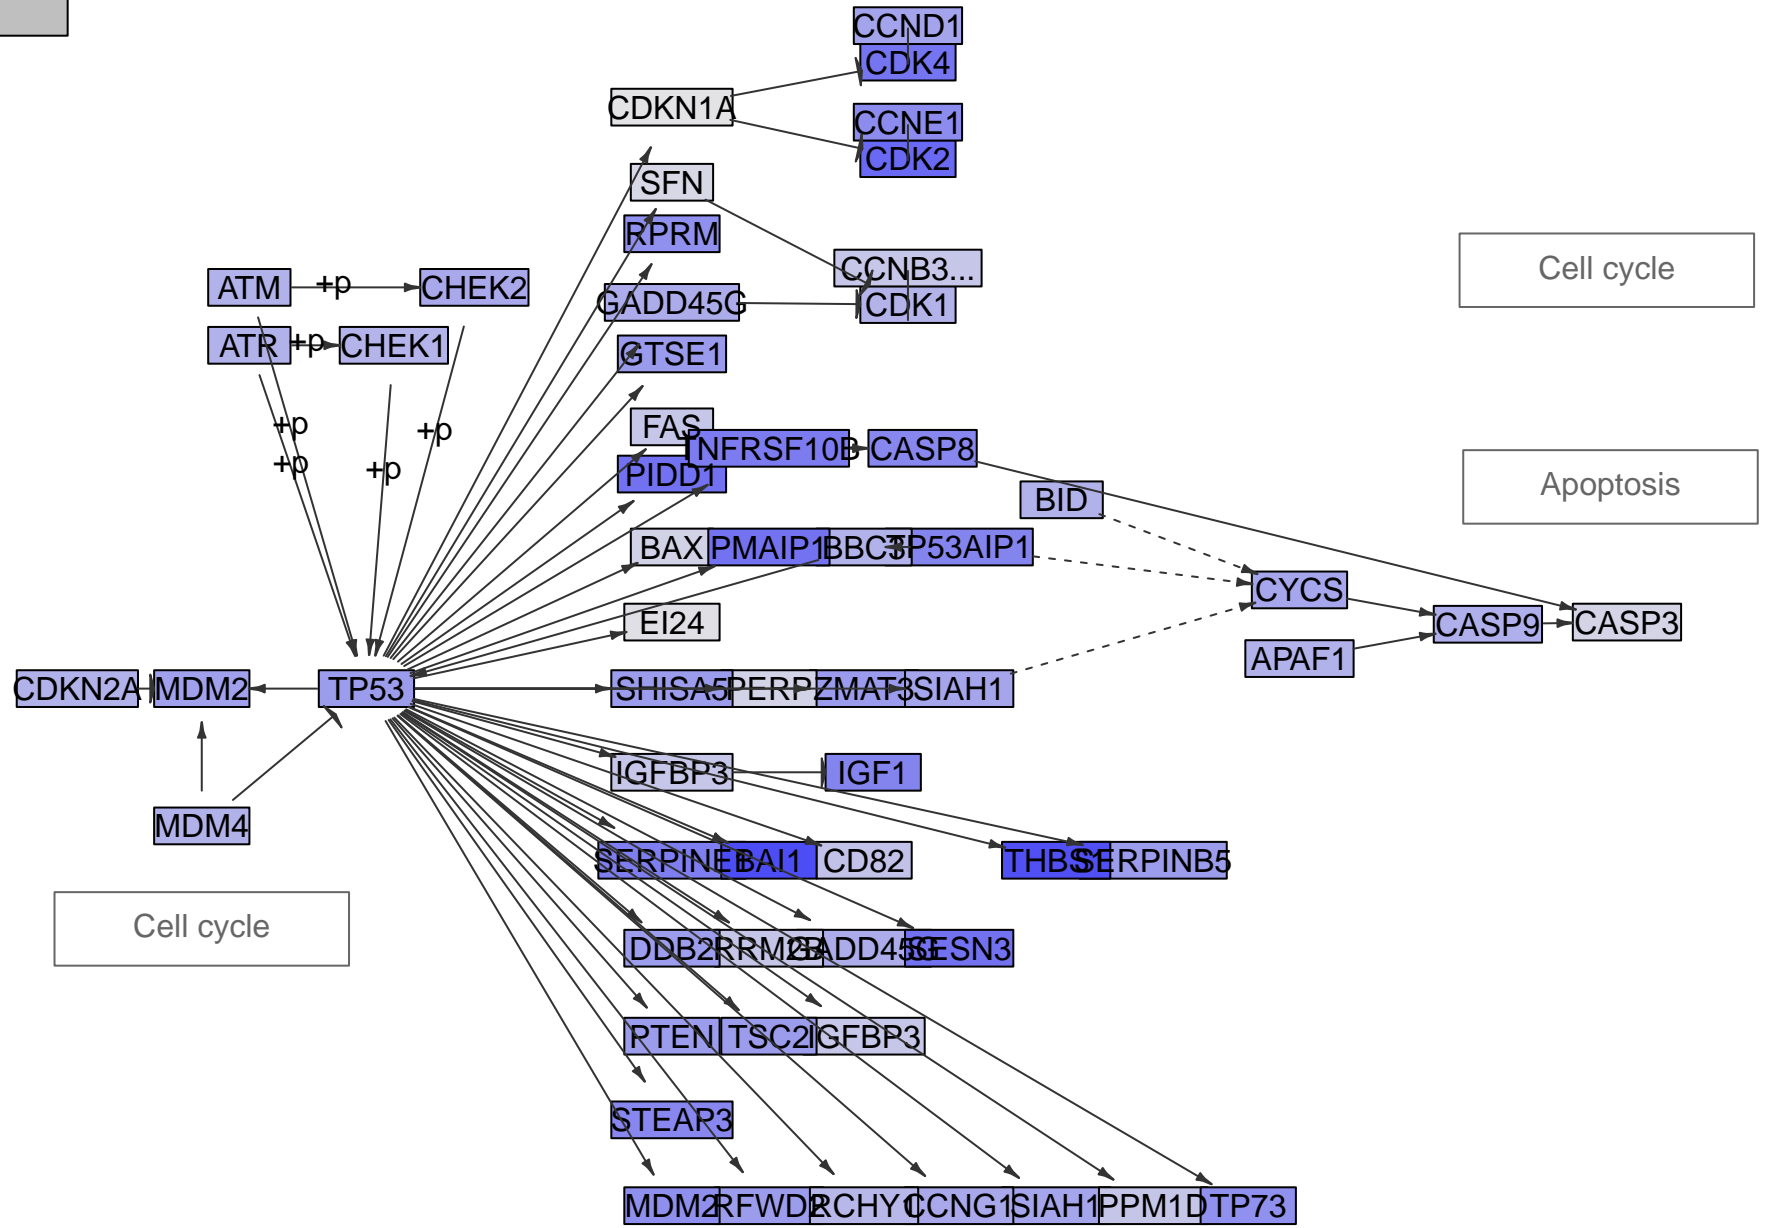 CCND1
CDK4
CDKN1A
CCNE1
CDK2
SFN
RPRM
Cell cycle
CCNB3...
ATM
+p
CHEK2
GADD45G
CDK1
ATR
+p
CHEK1
GTSE1
+p
FAS
+p
TNFRSF10B
CASP8
+p
+p
PIDD1
Apoptosis
BID
BAX
PMAIP1
BBC3
TP53AIP1
CYCS
EI24
CASP9
CASP3
APAF1
CDKN2A
MDM2
TP53
SHISA5
PERP
ZMAT3
SIAH1
IGFBP3
IGF1
MDM4
SERPINE1
BAI1
CD82
THBS1
SERPINB5
Cell cycle
DDB2
RRM2B
GADD45G
SESN3
PTEN
TSC2
IGFBP3
STEAP3
MDM2
RFWD2
RCHY1
CCNG1
SIAH1
PPM1D
TP73